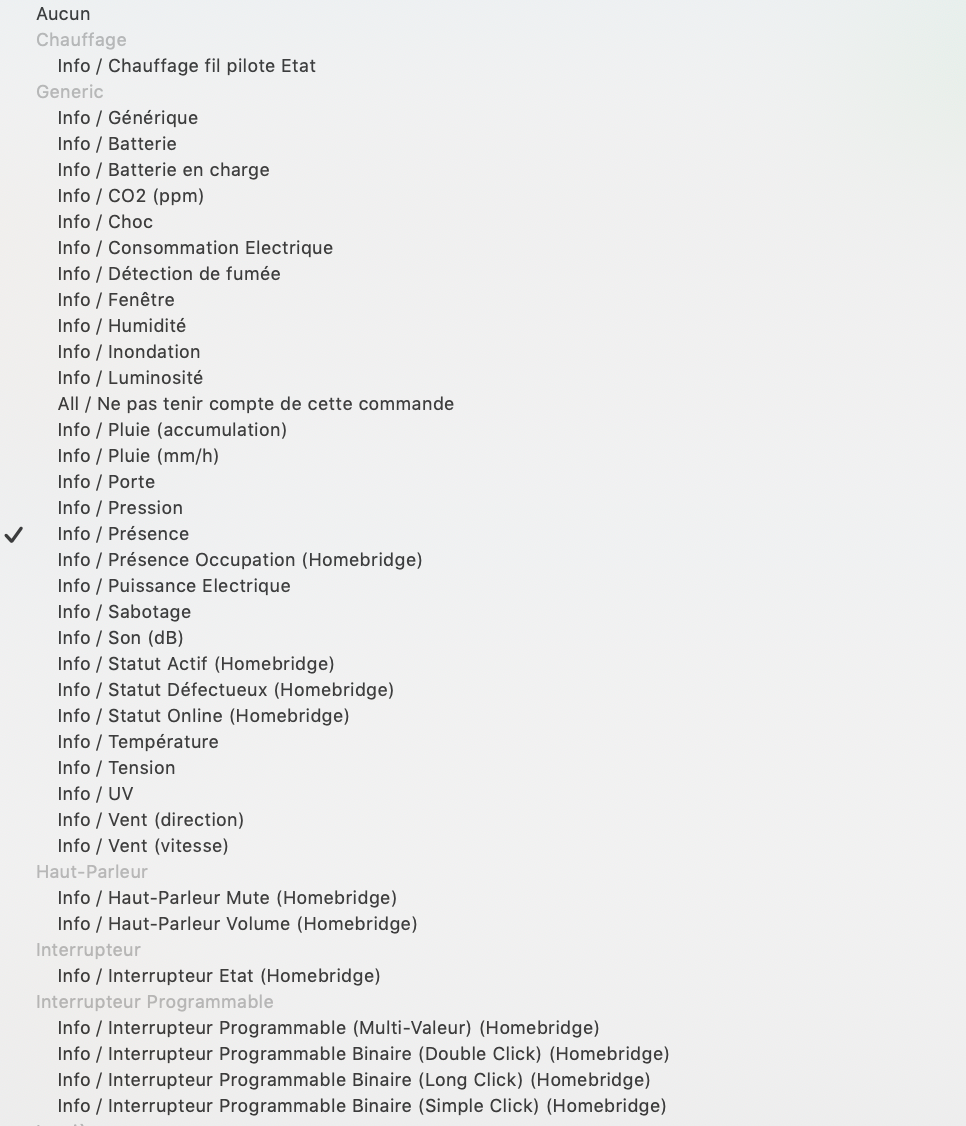 Aucun
Chauffage
Info / Chauffage fil pilote Etat
Generic
Info / Générique
Info / Batterie
Info / Batterie en charge
Info / CO2 (ppm)
Info / Choc
Info / Consommation Electrique
Info / Détection de fumée
Info / Fenêtre
Info / Humidité
Info / Inondation
Info / Luminosité
All / Ne pas tenir compte de cette commande
Info / Pluie (accumulation)
Info / Pluie (mm/h)
Info / Porte
Info / Pression
Info / Présence
Info / Présence Occupation (Homebridge)
Info / Puissance Electrique
Info / Sabotage
Info / Son (dB)
Info / Statut Actif (Homebridge)
Info / Statut Défectueux (Homebridge)
Info / Statut Online (Homebridge)
Info / Température
Info / Tension
Info / UV
Info / Vent (direction)
Info / Vent (vitesse)
Haut-Parleur
Info / Haut-Parleur Mute (Homebridge)
Info / Haut-Parleur Volume (Homebridge)
Interrupteur
Info / Interrupteur Etat (Homebridge)
Interrupteur Programmable
Info / Interrupteur Programmable (Multi-Valeur) (Homebridge)
Info / Interrupteur Programmable Binaire (Double Click) (Homebridge)
Info / Interrupteur Programmable Binaire (Long Click) (Homebridge)
Info / Interrupteur Programmable Binaire (Simple Click) (Homebridge)